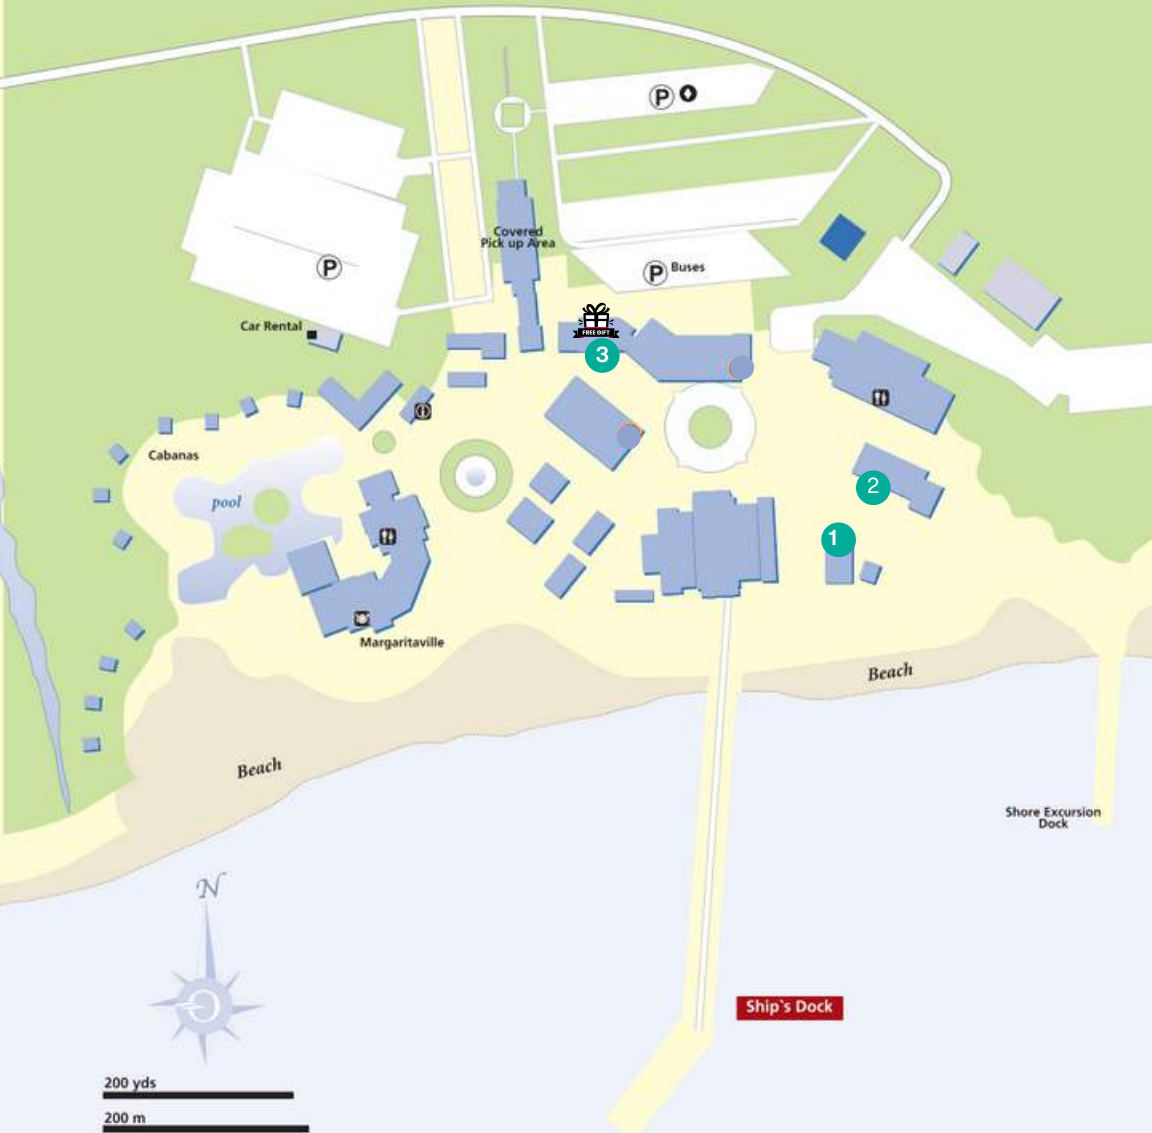 P
Covered
Pick up Area
P
P
Buses
Car Rental
FREE GIFT
3
Cabanas
pool
2
1
Margaritaville
Beach
Beach
Shore Excursion
Dock
N
Ship's Dock
200 yds
200 m